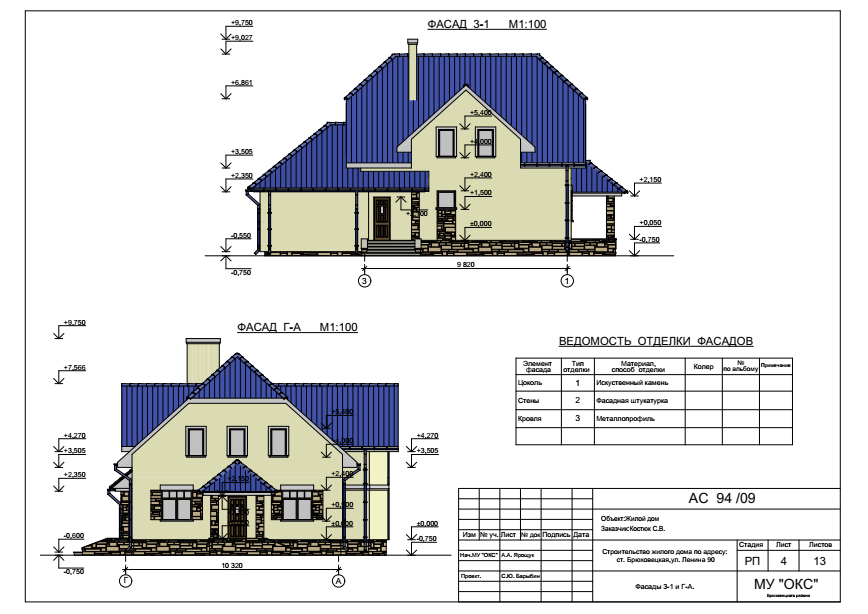 ФАСАД 3-1 М1:100
+9,750
+9,027
+6,861
+5,400
+3,505
+2,350
+2,400
+2,150
+1,500
±0,000
+0,050
-0,550
-0,750
-0,750
9 820
3
1
ФАСАД Г-А М1:100
+9,750
+7,566
+5,400
+4,270
+3,505
+2,350
+4,270
+3,505
+2,400
±0,000
-0,750
-0,600
-0,750
10 320
Г
А
ВЕДОМОСТЬ ОТДЕЛКИ ФАСАДОВ
Элемент фасада Тип отделки Материал, способ отделки Колер № по альбому Примечание
Цоколь 1 Искуственный камень
Стены 2 Фасадная штукатурка
Кровля 3 Металлопрофиль
АС 94 /09
Объект:Жилой дом
Заказчик:Костюк С.В.
Изм № уч. Лист № док Подпись Дата
Строительство жилого дома по адресу:
ст. Брюховецкая,ул. Ленина 90
Стадия Лист Листов
РП 4 13
Нач.МУ "ОКС" А.А. Ярощук
Проект. С.Ю. Барыбин
Фасады 3-1 и Г-А.
МУ "ОКС"
Брюховецкого района